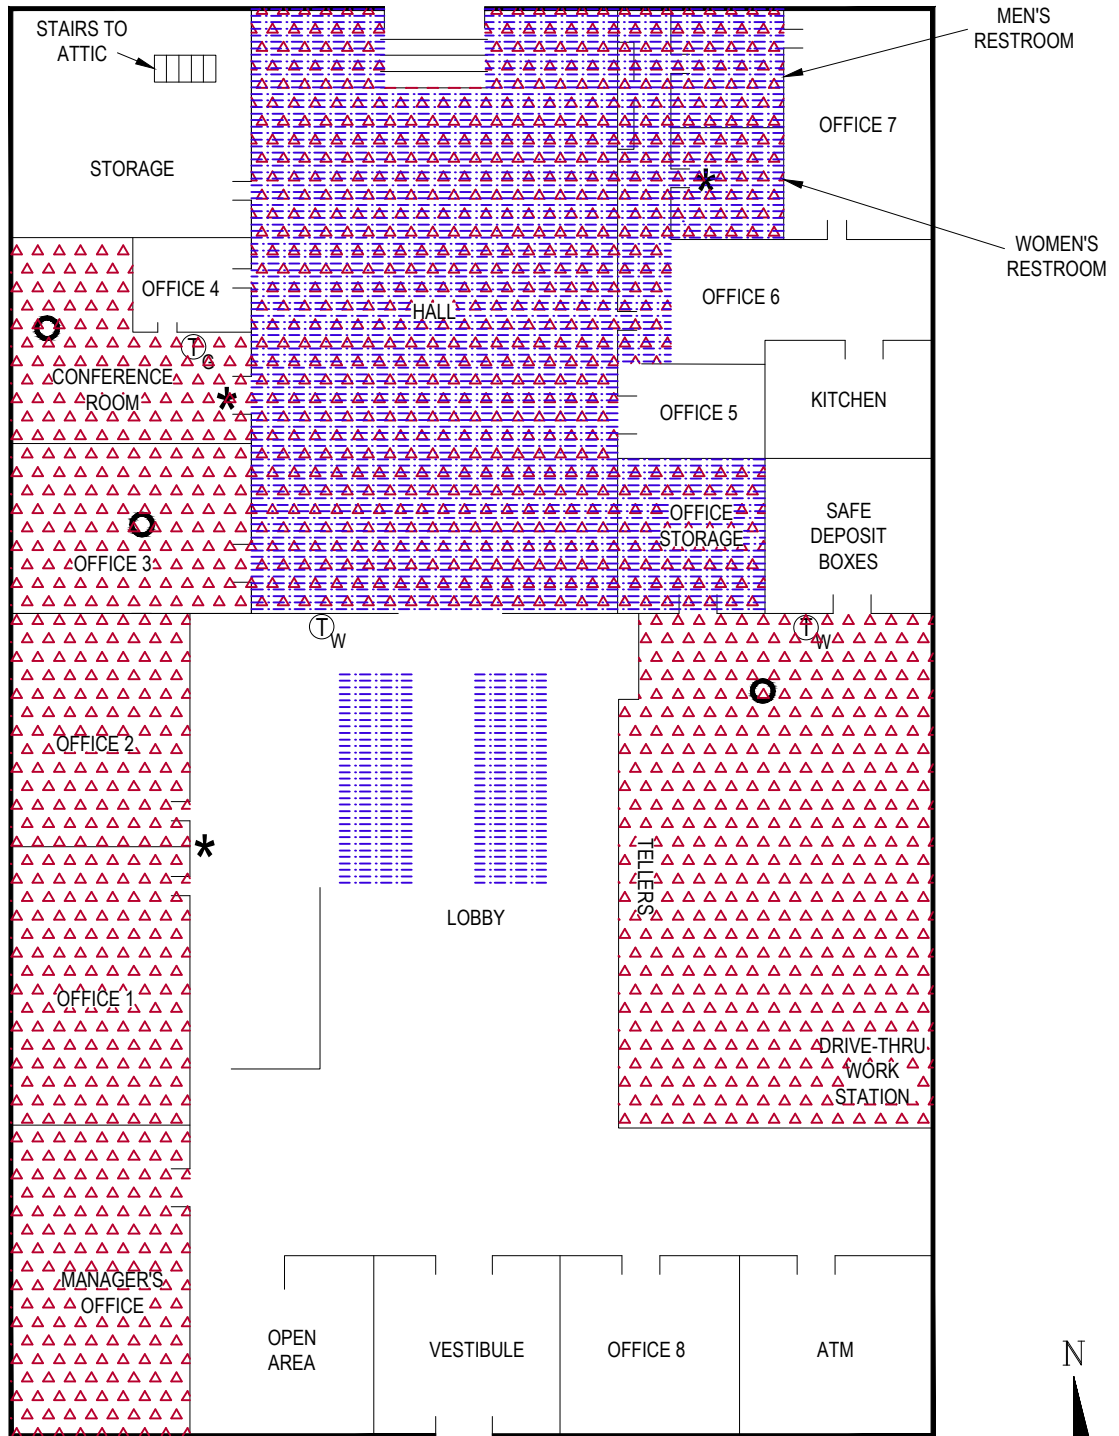 STAIRS TO
ATTIC
MEN'S
RESTROOM
OFFICE 7
STORAGE
*
WOMEN'S
RESTROOM
OFFICE 4
OFFICE 6
HALL
T
G
CONFERENCE
ROOM
*
OFFICE 5
KITCHEN
OFFICE
STORAGE
SAFE
DEPOSIT
BOXES
OFFICE 3
T
W
T
W
OFFICE 2
*
TELLERS
LOBBY
OFFICE 1
DRIVE-THRU
WORK
STATION
MANAGER'S
OFFICE
OPEN
AREA
VESTIBULE
OFFICE 8
ATM
N